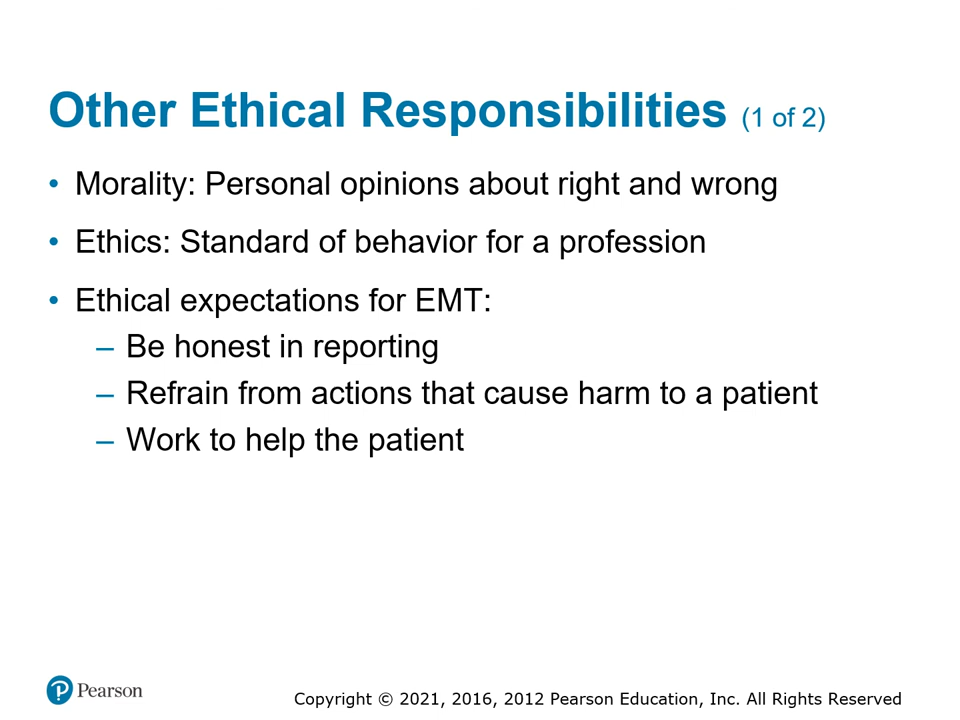 Other Ethical Responsibilities (1 of 2)
• Morality: Personal opinions about right and wrong
• Ethics: Standard of behavior for a profession
• Ethical expectations for EMT:
– Be honest in reporting
– Refrain from actions that cause harm to a patient
– Work to help the patient
Pearson
Copyright © 2021, 2016, 2012 Pearson Education, Inc. All Rights Reserved